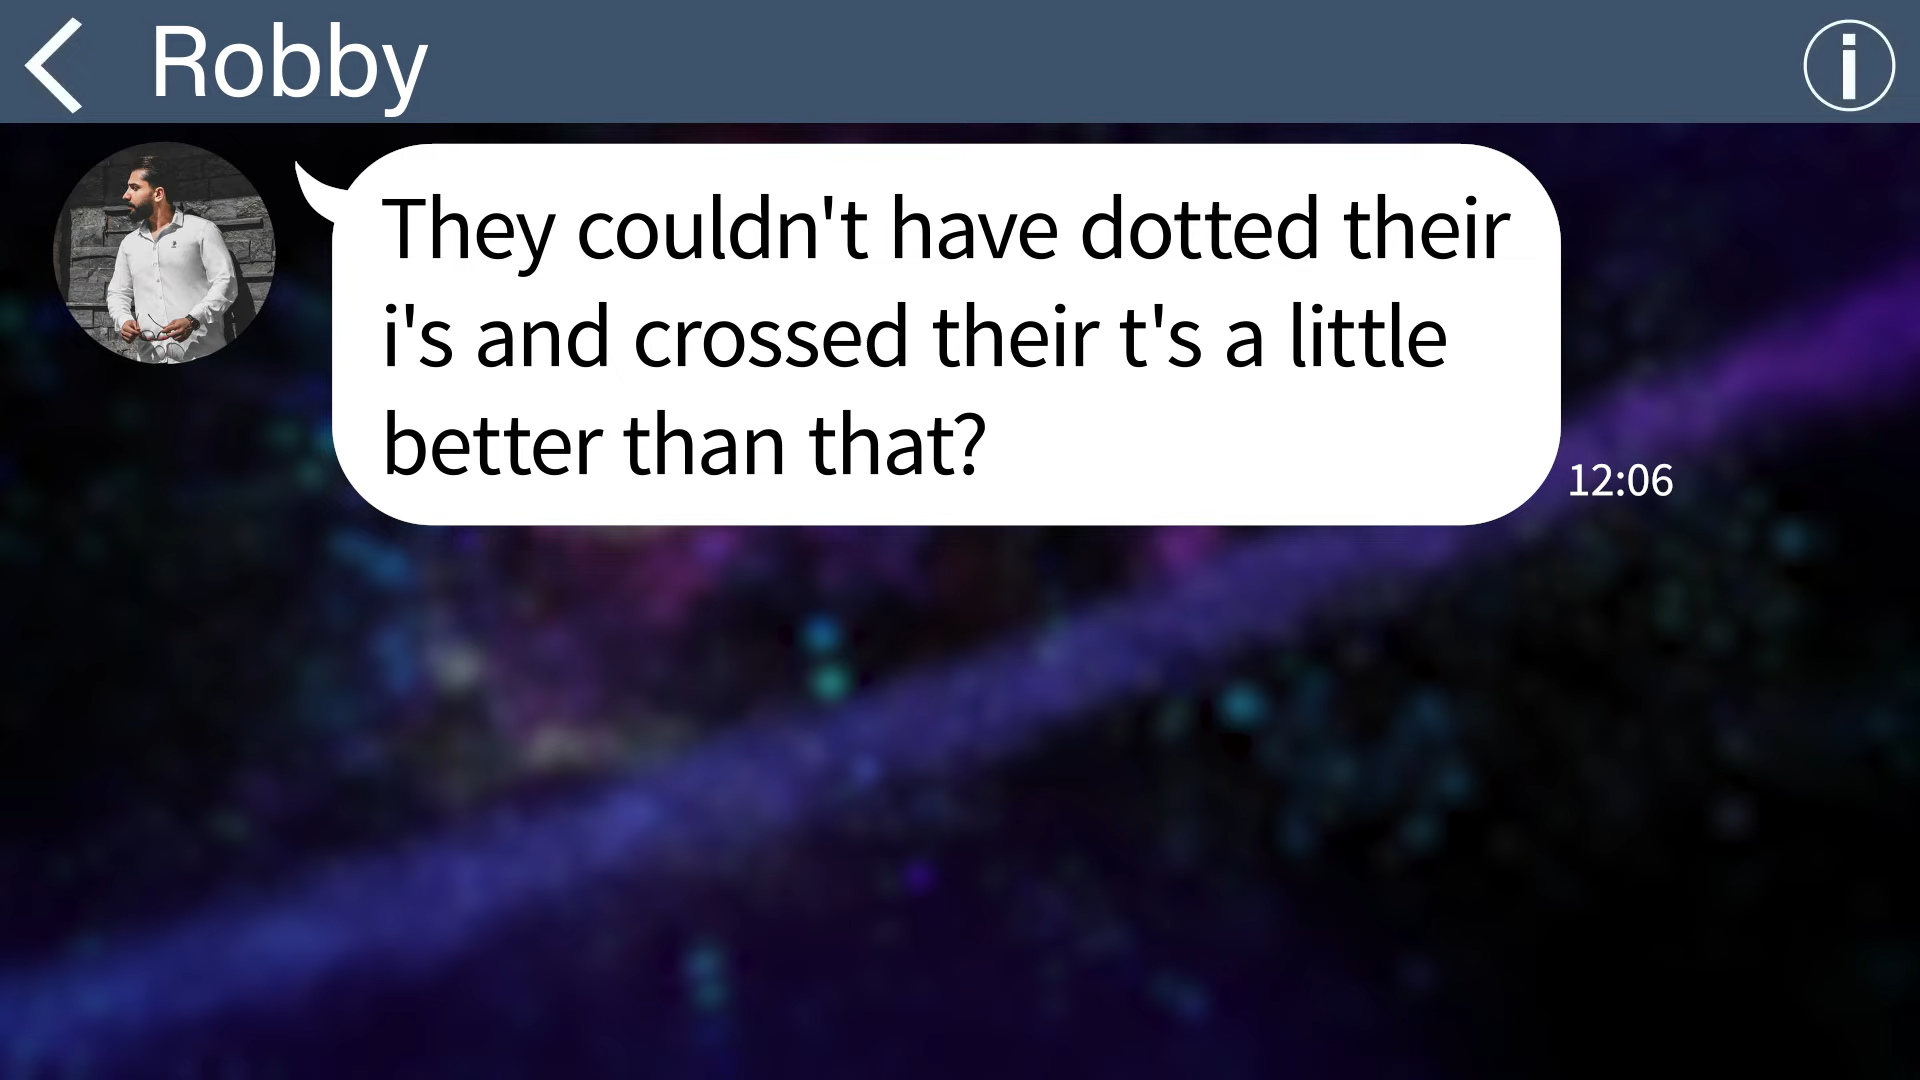 Robby
i
They couldn't have dotted their
i's and crossed their t's a little
better than that?
12:06